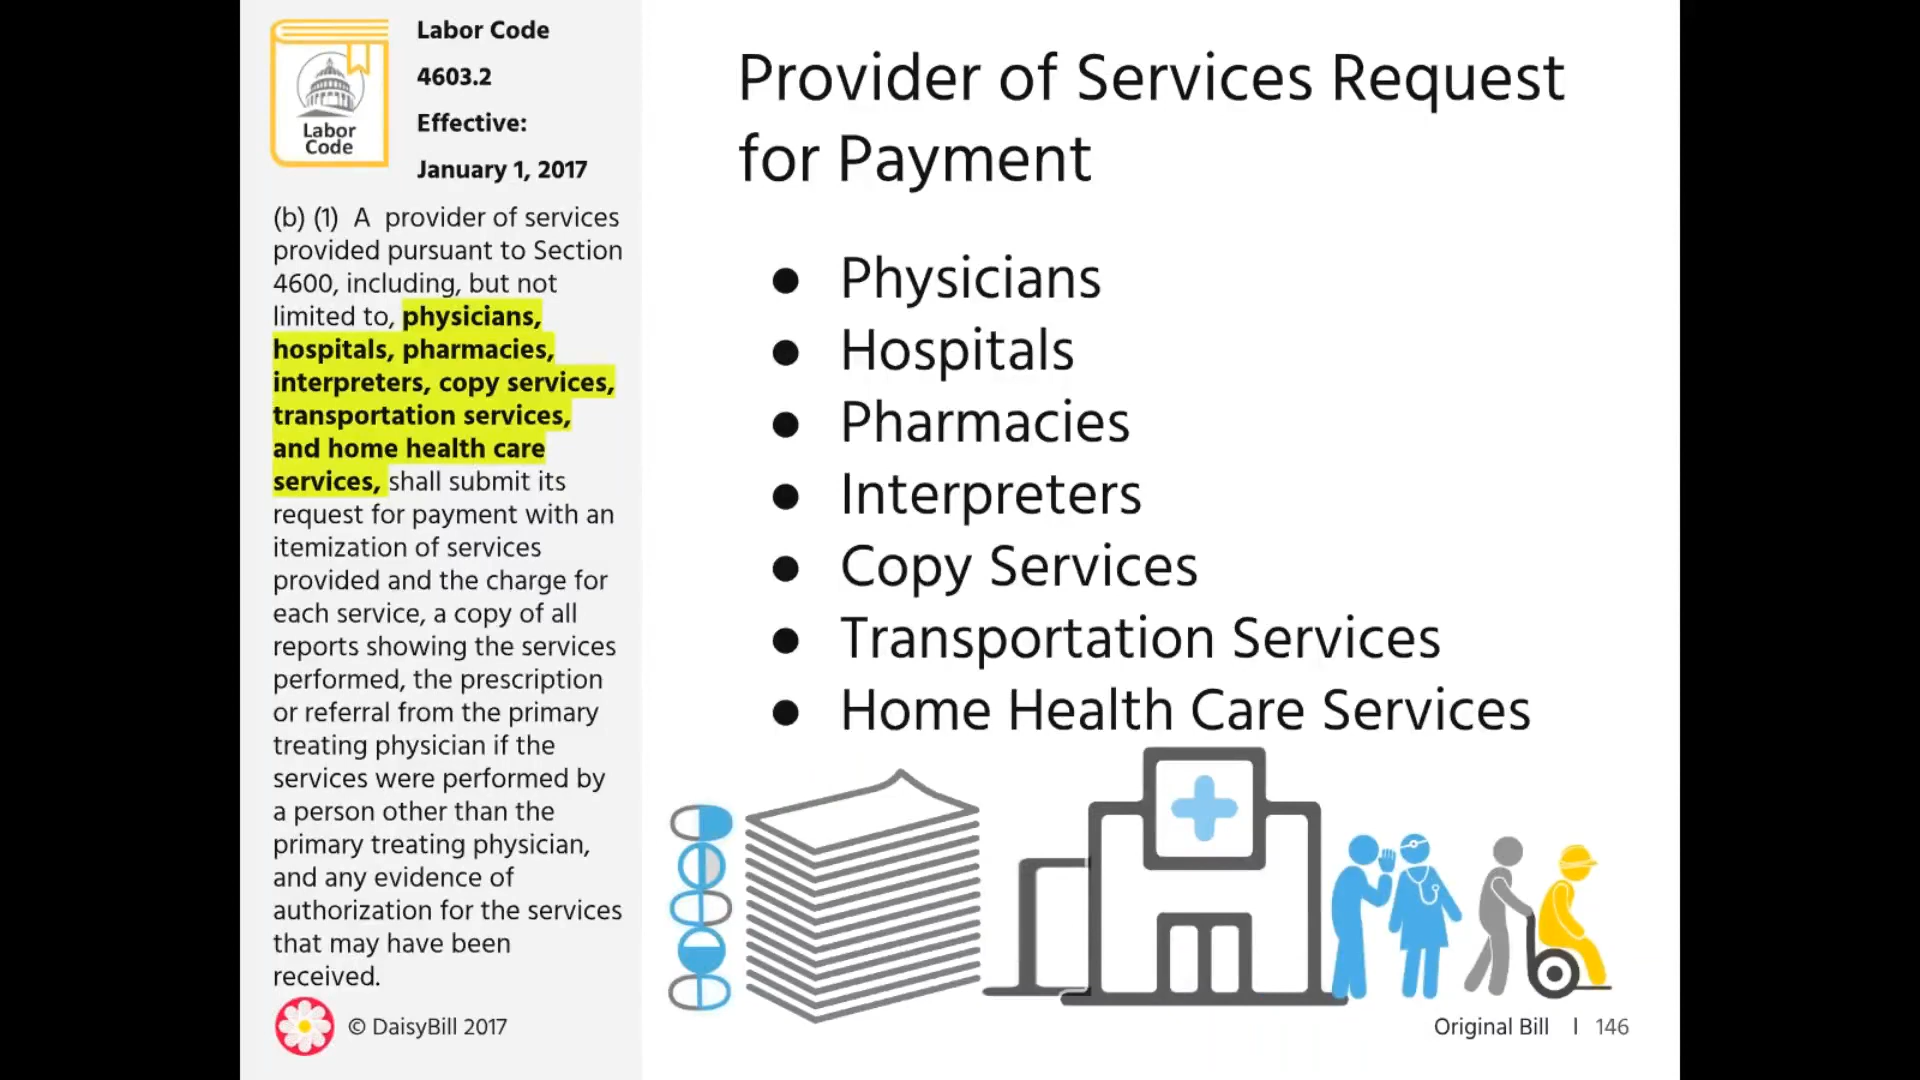 Labor Code
4603.2
Effective:
January 1, 2017
Labor
Code
(b) (1)  A  provider of services
provided pursuant to Section
4600, including, but not
limited to, physicians,
hospitals, pharmacies,
interpreters, copy services,
transportation services,
and home health care
services, shall submit its
request for payment with an
itemization of services
provided and the charge for
each service, a copy of all
reports showing the services
performed, the prescription
or referral from the primary
treating physician if the
services were performed by
a person other than the
primary treating physician,
and any evidence of
authorization for the services
that may have been
received.
© DaisyBill 2017
Provider of Services Request
for Payment
● Physicians
● Hospitals
● Pharmacies
● Interpreters
● Copy Services
● Transportation Services
● Home Health Care Services
Original Bill | 146